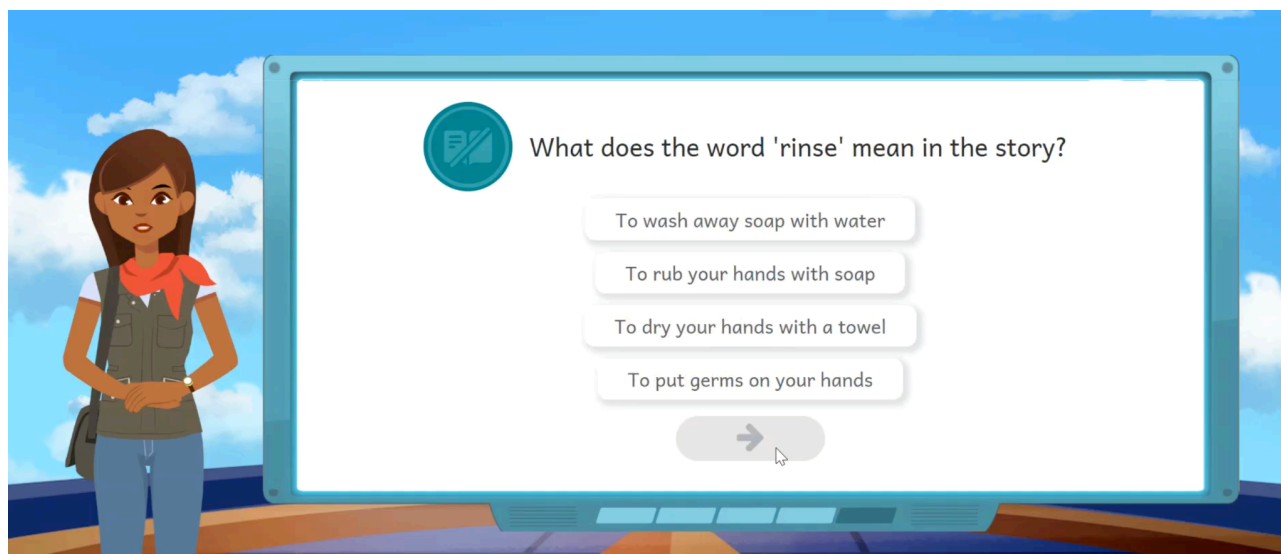 What does the word 'rinse' mean in the story?
To wash away soap with water
To rub your hands with soap
To dry your hands with a towel
To put germs on your hands